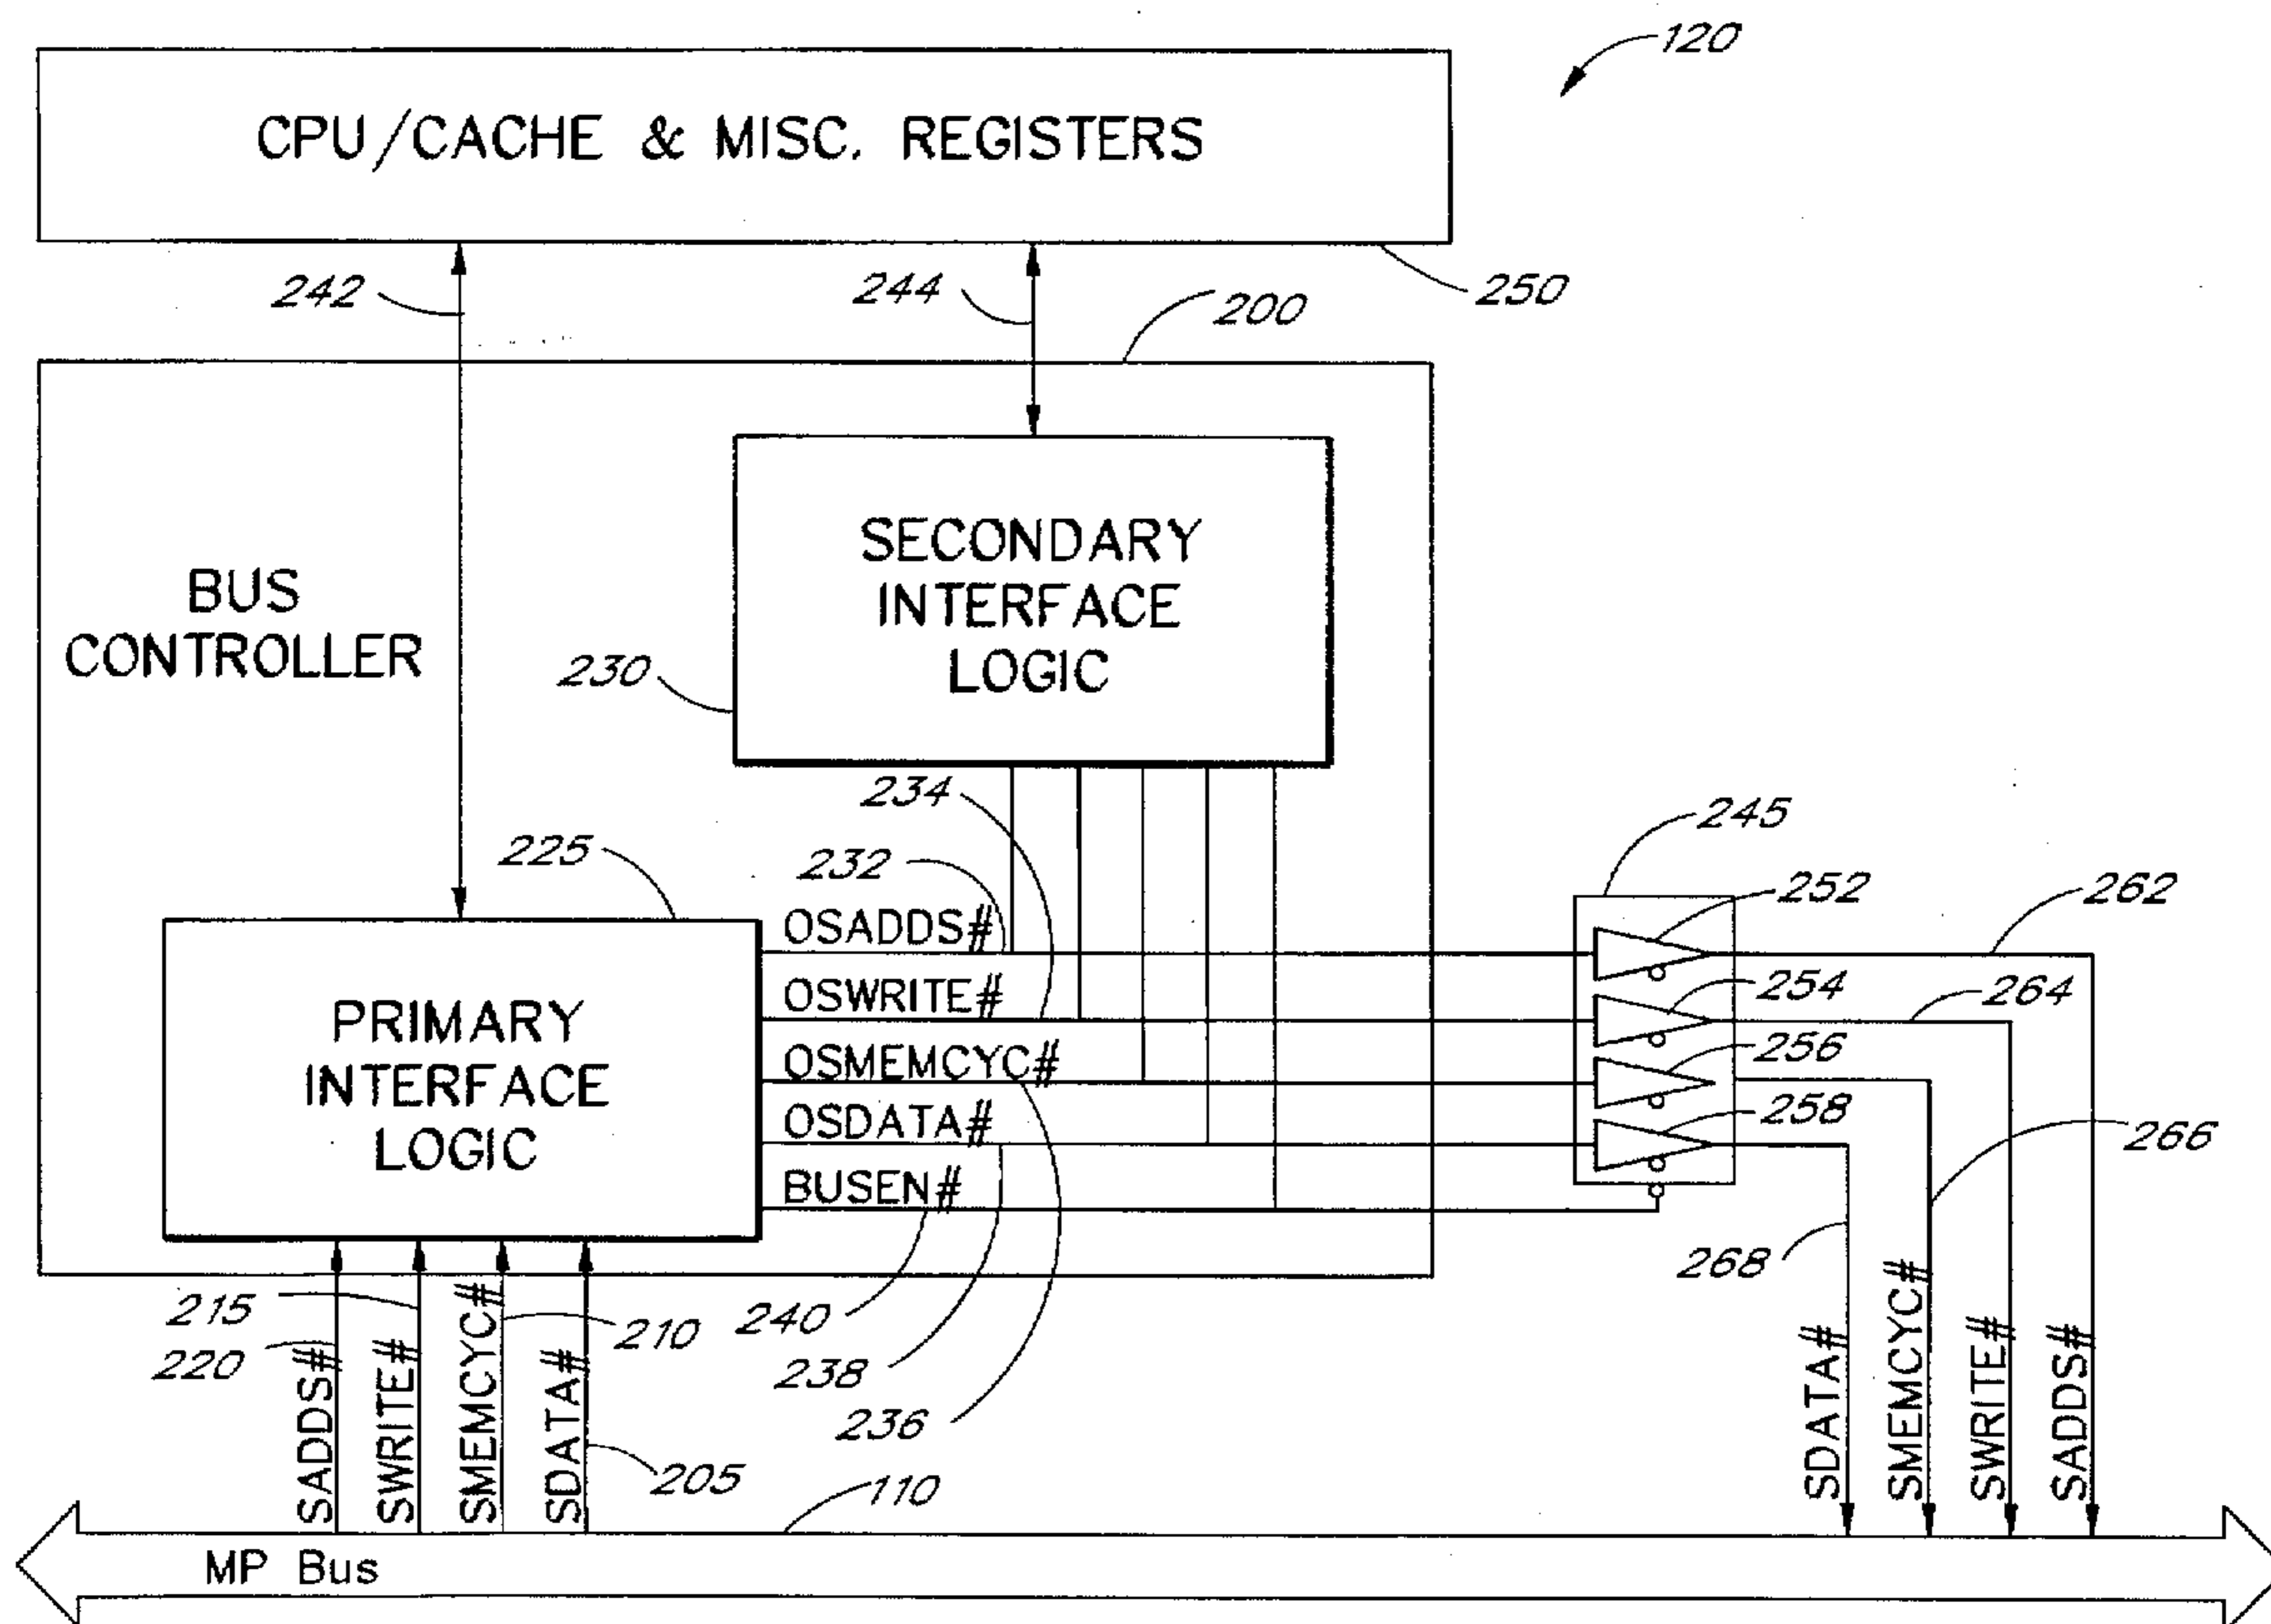 120
CPU/CACHE & MISC. REGISTERS
242
244
250
200
BUS
CONTROLLER
SECONDARY
INTERFACE
LOGIC
230
234
245
225
232
252
262
OSADDS#
254
264
OSWRITE#
PRIMARY
INTERFACE
LOGIC
256
OSMEMCYC#
258
OSDATA#
266
BUSEN#
268
215
210
240
220
238
236
205
SADDS#
SWRITE#
SMEMCYC#
SDATA#
SDATA#
SMEMCYC#
SWRITE#
SADDS#
110
MP Bus